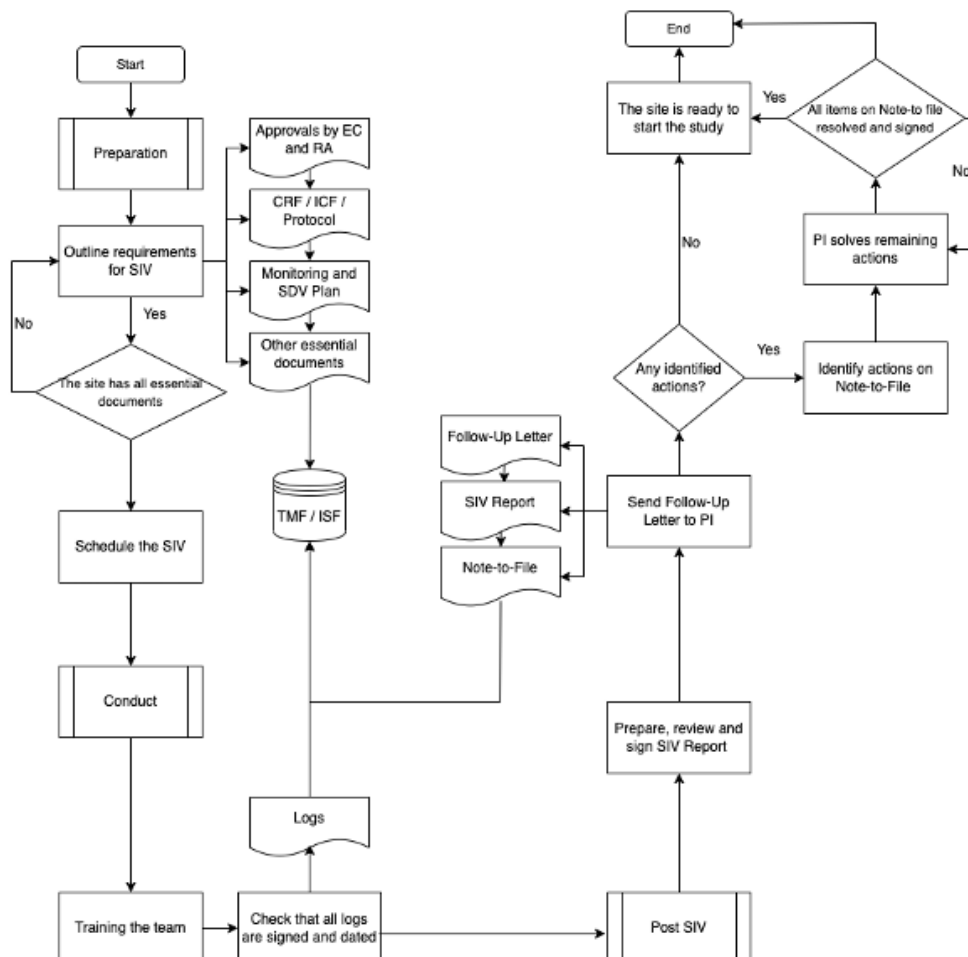 Start
Preparation
Outline requirements
for SIV
No
Yes
The site has all essential
documents
Schedule the SIV
Conduct
Training the team
Approvals by EC
and RA
CRF / ICF /
Protocol
Monitoring and
SDV Plan
Other essential
documents
TMF / ISF
Logs
Check that all logs
are signed and dated
Follow-Up Letter
SIV Report
Note-to-File
End
The site is ready to
start the study
Yes
All items on Note-to file
resolved and signed
No
PI solves remaining
actions
No
Any identified
actions?
Yes
Identify actions on
Note-to-File
Send Follow-Up
Letter to PI
Prepare, review and
sign SIV Report
Post SIV